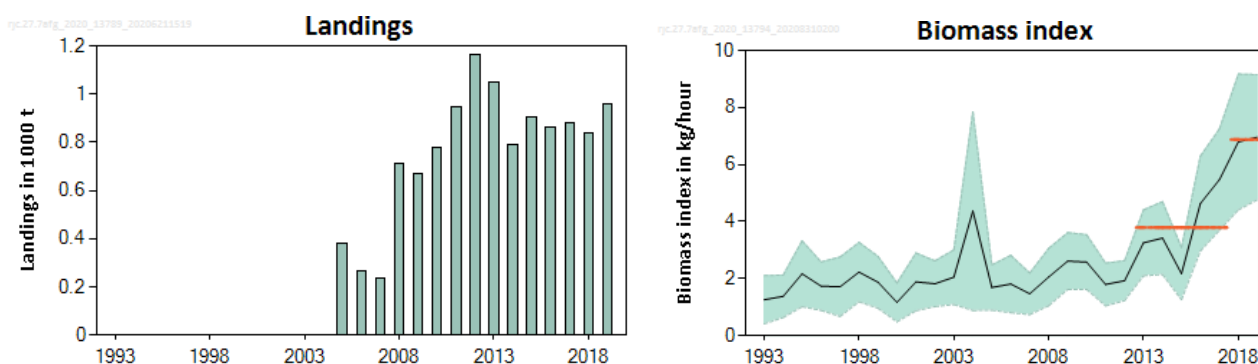 rjc.27.7afg_2020_13789_20206211519
Landings
Landings in 1000 t
1.2
1
0.8
0.6
0.4
0.2
0
1993 1998 2003 2008 2013 2018
rjc.27.7afg_2020_13794_20208310200
Biomass index
Biomass index in kg/hour
10
8
6
4
2
0
1993 1998 2003 2008 2013 2018